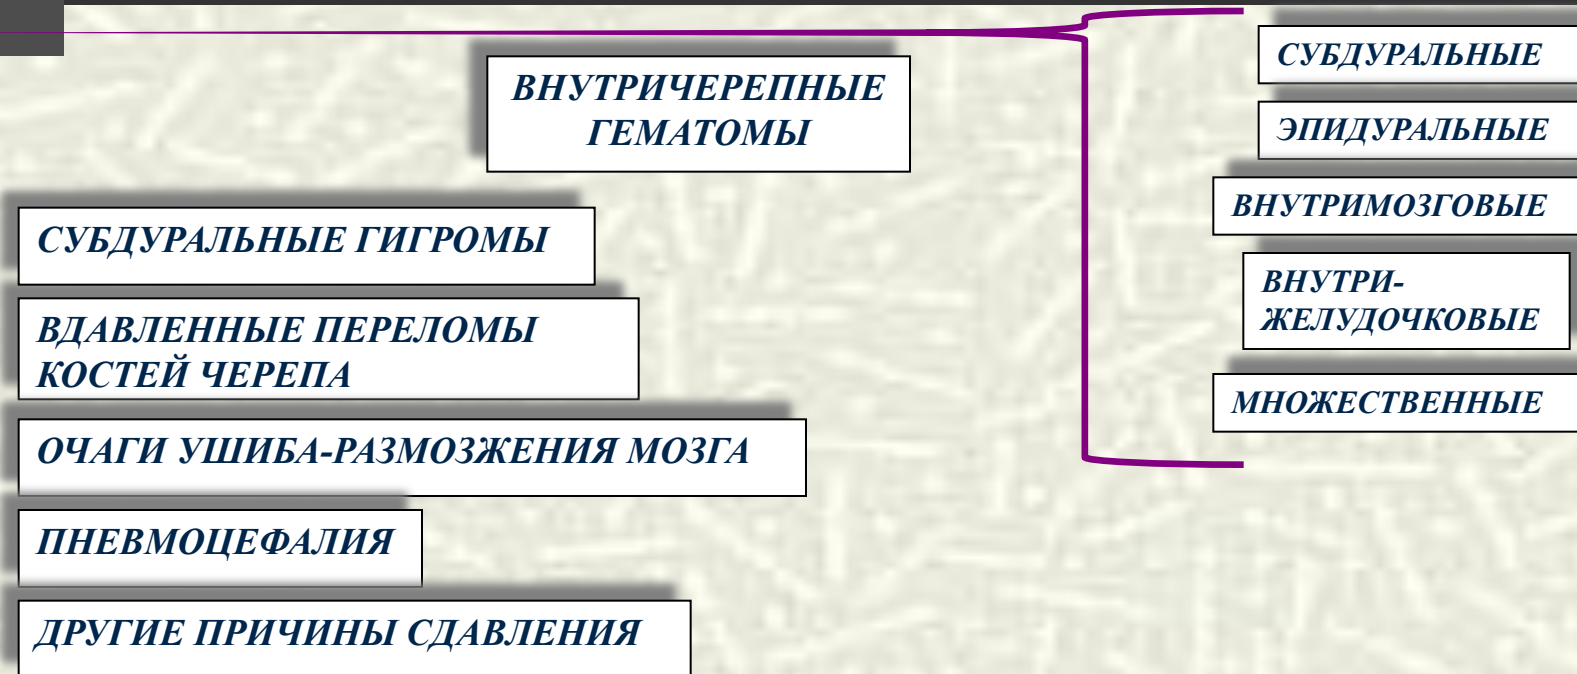 ВНУТРИЧЕРЕПНЫЕ
ГЕМАТОМЫ
СУБДУРАЛЬНЫЕ
ЭПИДУРАЛЬНЫЕ
ВНУТРИМОЗГОВЫЕ
ВНУТРИ-
ЖЕЛУДОЧКОВЫЕ
МНОЖЕСТВЕННЫЕ
СУБДУРАЛЬНЫЕ ГИГРОМЫ
ВДАВЛЕННЫЕ ПЕРЕЛОМЫ
КОСТЕЙ ЧЕРЕПА
ОЧАГИ УШИБА-РАЗМОЗЖЕНИЯ МОЗГА
ПНЕВМОЦЕФАЛИЯ
ДРУГИЕ ПРИЧИНЫ СДАВЛЕНИЯ